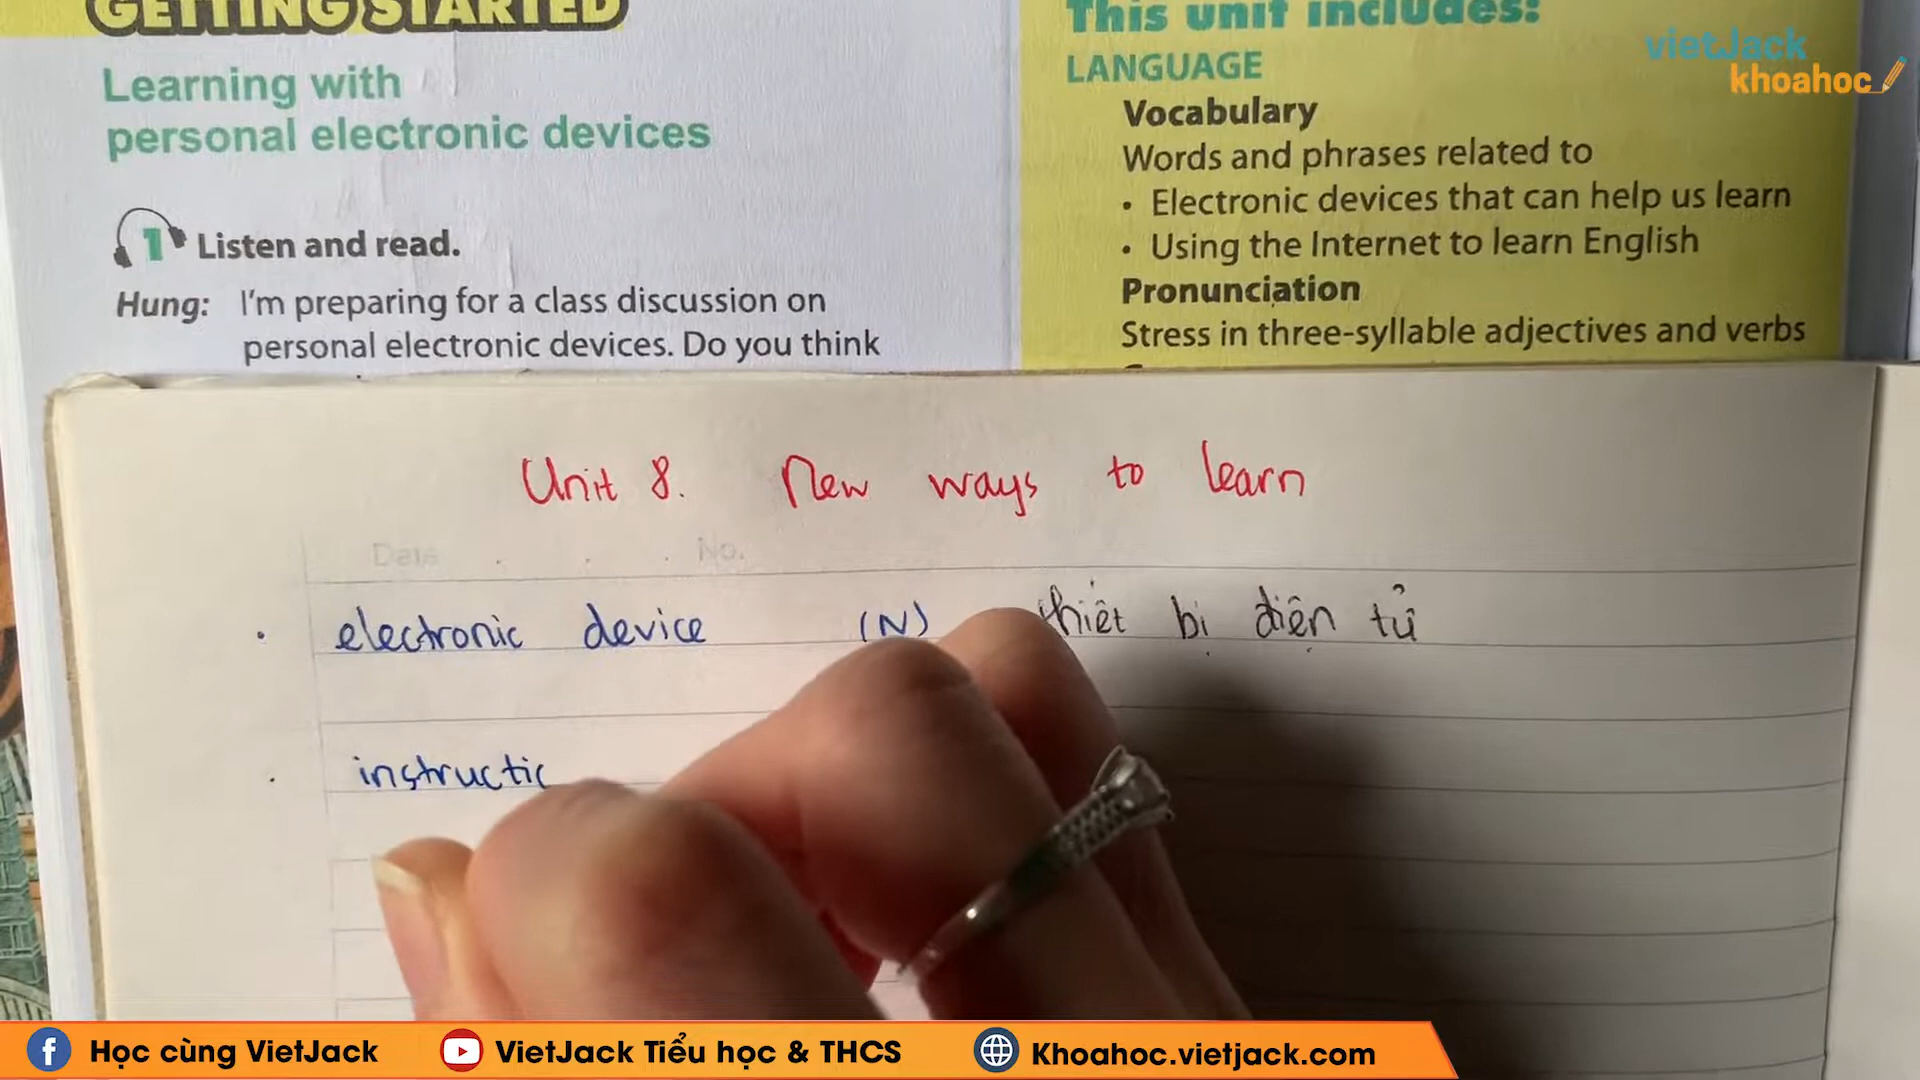 GETTING STARTED
Learning with
personal electronic devices
1 Listen and read.
Hung: I'm preparing for a class discussion on
personal electronic devices. Do you think
This unit includes:
LANGUAGE
Vocabulary
Words and phrases related to
• Electronic devices that can help us learn
• Using the Internet to learn English
Pronunciation
Stress in three-syllable adjectives and verbs
vietJack
khoahoc
Unit 8. New ways to learn
Date . . . No.
• electronic device (N) thiết bị điện tử
• instructi
Học cùng VietJack
VietJack Tiểu học & THCS
Khoahoc.vietjack.com